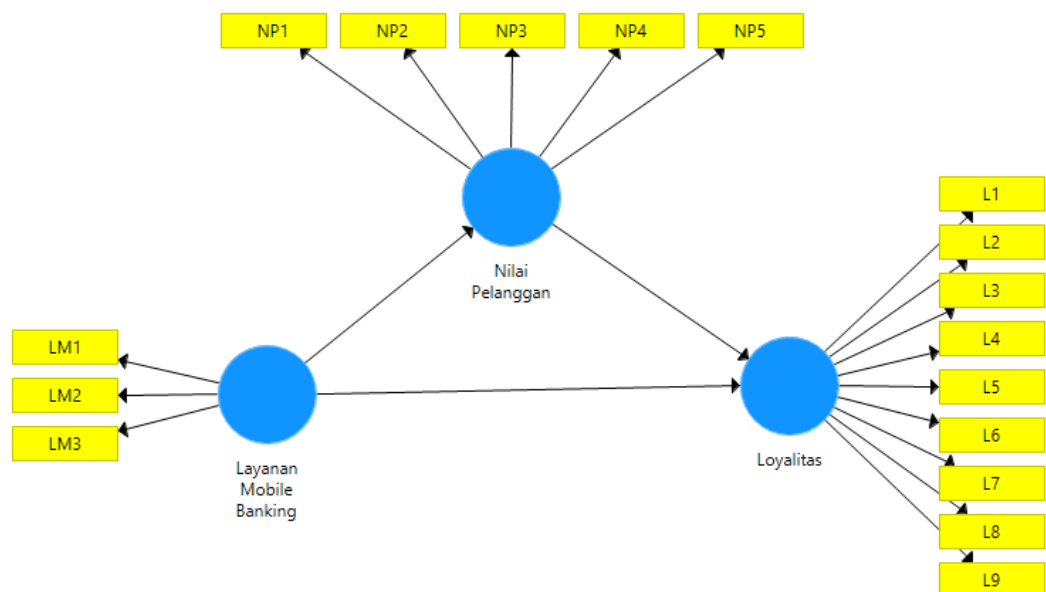 NP1
NP2
NP3
NP4
NP5
Nilai
Pelanggan
LM1
LM2
LM3
Layanan
Mobile
Banking
Loyalitas
L1
L2
L3
L4
L5
L6
L7
L8
L9